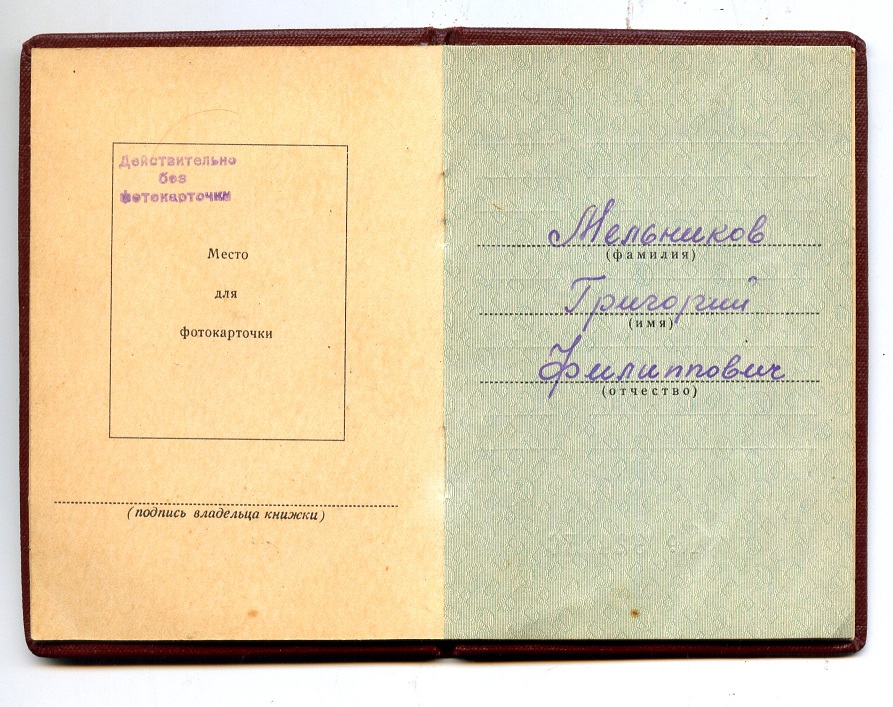 Действительно
без
фотокарточки
Место
для
фотокарточки
(подпись владельца книжки)
Мельников
(фамилия)
Григорий
(имя)
Филиппович
(отчество)